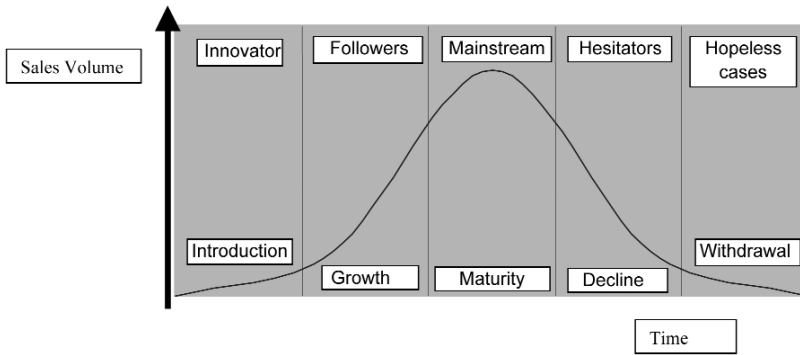 Innovator
Followers
Mainstream
Hesitators
Hopeless
cases
Sales Volume
Introduction
Growth
Maturity
Decline
Withdrawal
Time